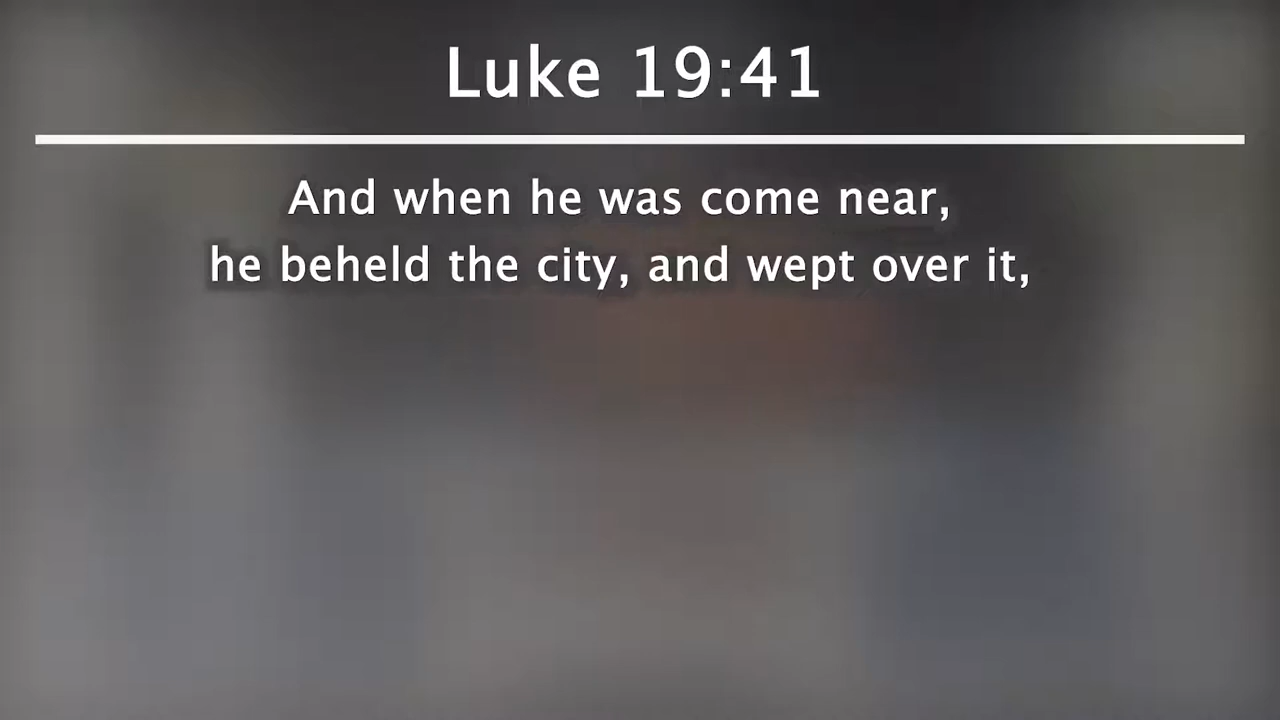 Luke 19:41
And when he was come near,
he beheld the city, and wept over it,